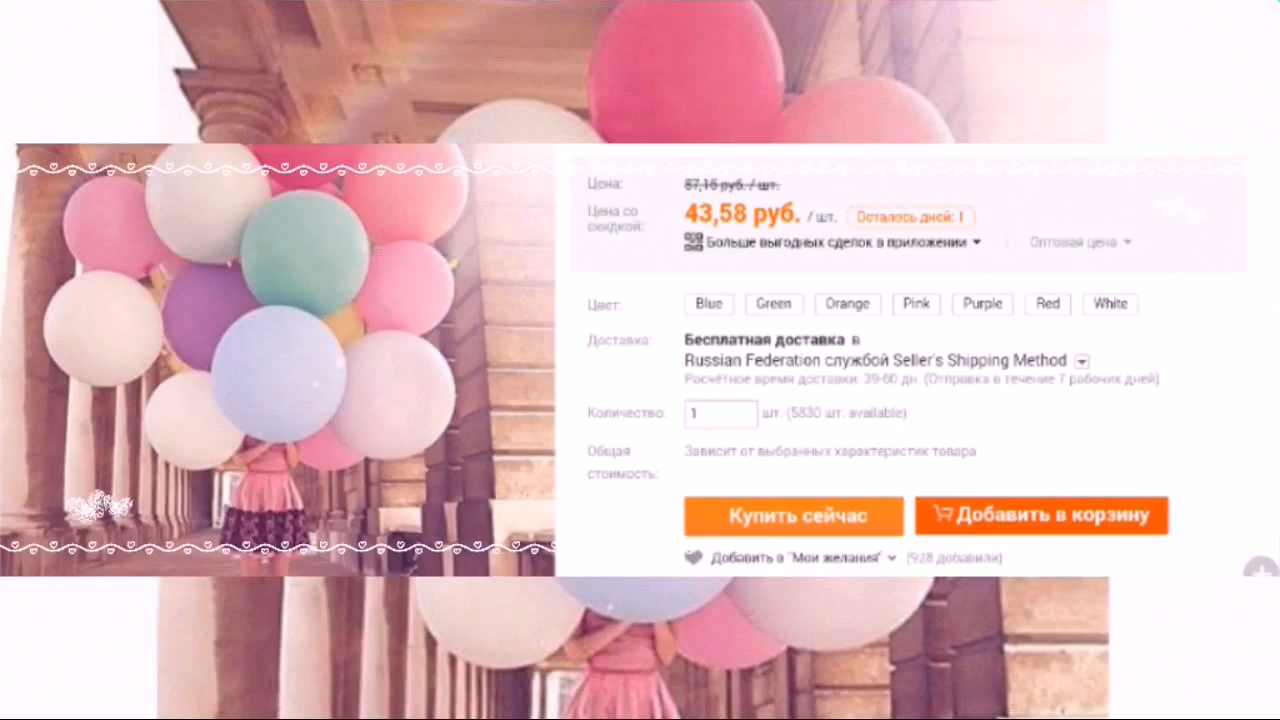 Цена: 87,16 руб. / шт.
Цена со скидкой: 43,58 руб. / шт. Осталось дней: 1
Больше выгодных сделок в приложении Оптовая цена
Цвет: Blue Green Orange Pink Purple Red White
Доставка: Бесплатная доставка в
Russian Federation службой Seller's Shipping Method
Расчётное время доставки: 39-60 дн. (Отправка в течение 7 рабочих дней)
Количество: 1 шт. (5830 шт. available)
Общая стоимость: Зависит от выбранных характеристик товара
Купить сейчас Добавить в корзину
Добавить в "Мои желания" (928 добавили)